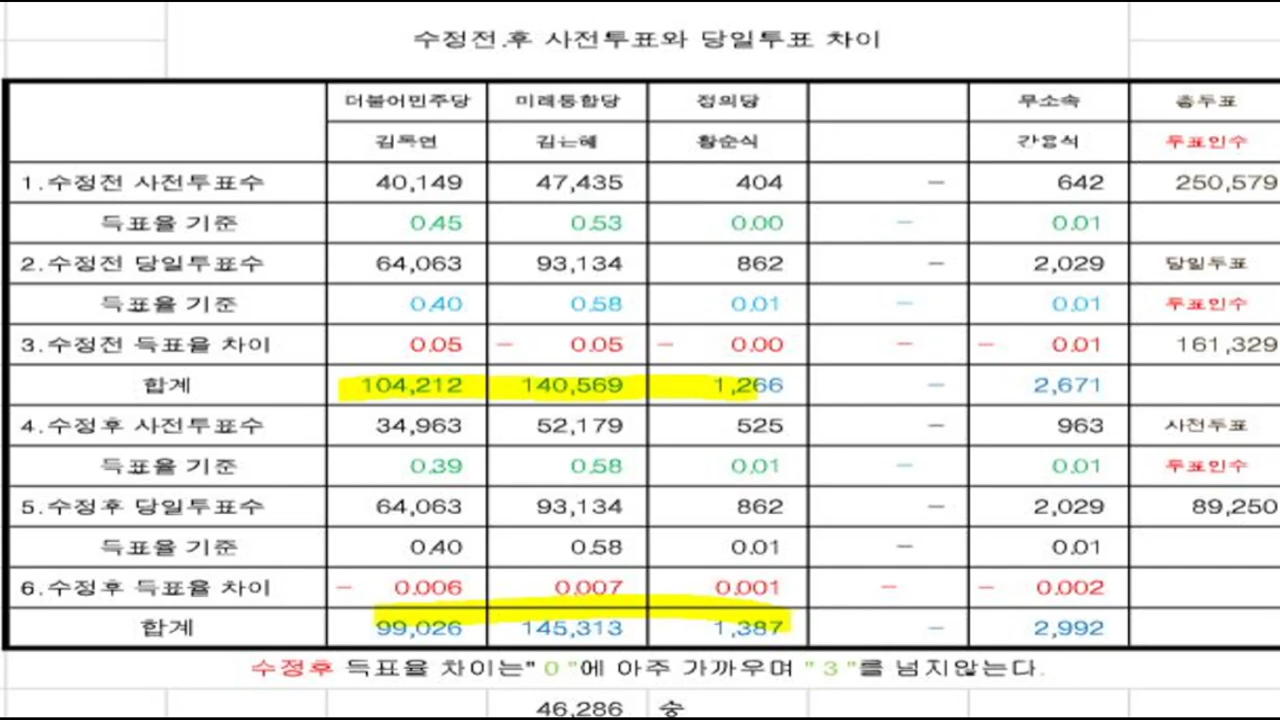 수정전.후 사전투표와 당일투표 차이
더불어민주당 미래통합당 정의당 무소속 총투표
김은혜 황순식 투표인수
1.수정전 사전투표수 40,149 47,435 404 – 642 250,579
득표율 기준 0.45 0.53 0.00 – 0.01
2.수정전 당일투표수 64,063 93,134 862 – 2,029 당일투표
득표율 기준 0.40 0.58 0.01 – 0.01 투표인수
3.수정전 득표율 차이 0.05 – 0.05 – 0.00 – – 0.01 161,329
합계 104,212 140,569 1,266 – 2,671
4.수정후 사전투표수 34,963 52,179 525 – 963 사전투표
득표율 기준 0.39 0.58 0.01 – 0.01 투표인수
5.수정후 당일투표수 64,063 93,134 862 – 2,029 89,250
득표율 기준 0.40 0.58 0.01 – 0.01
6.수정후 득표율 차이 – 0.006 0.007 0.001 – – 0.002
합계 99,026 145,313 1,387 – 2,992
수정후 득표율 차이는" 0 "에 아주 가까우며 " 3 "를 넘지않는다.
46,286 승